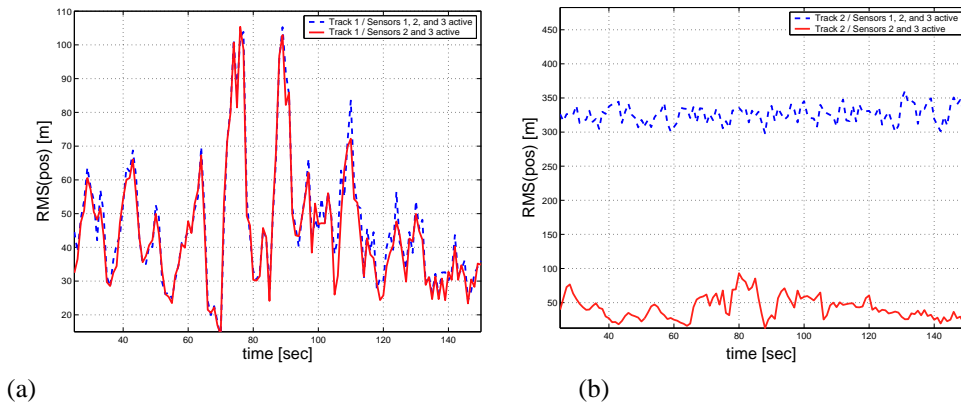 Track 1 / Sensors 1, 2, and 3 active
Track 1 / Sensors 2 and 3 active
110
100
90
80
70
60
50
40
30
20
RMS(pos) [m]
40 60 80 100 120 140
time [sec]
(a)
Track 2 / Sensors 1, 2, and 3 active
Track 2 / Sensors 2 and 3 active
450
400
350
300
250
200
150
100
50
RMS(pos) [m]
40 60 80 100 120 140
time [sec]
(b)